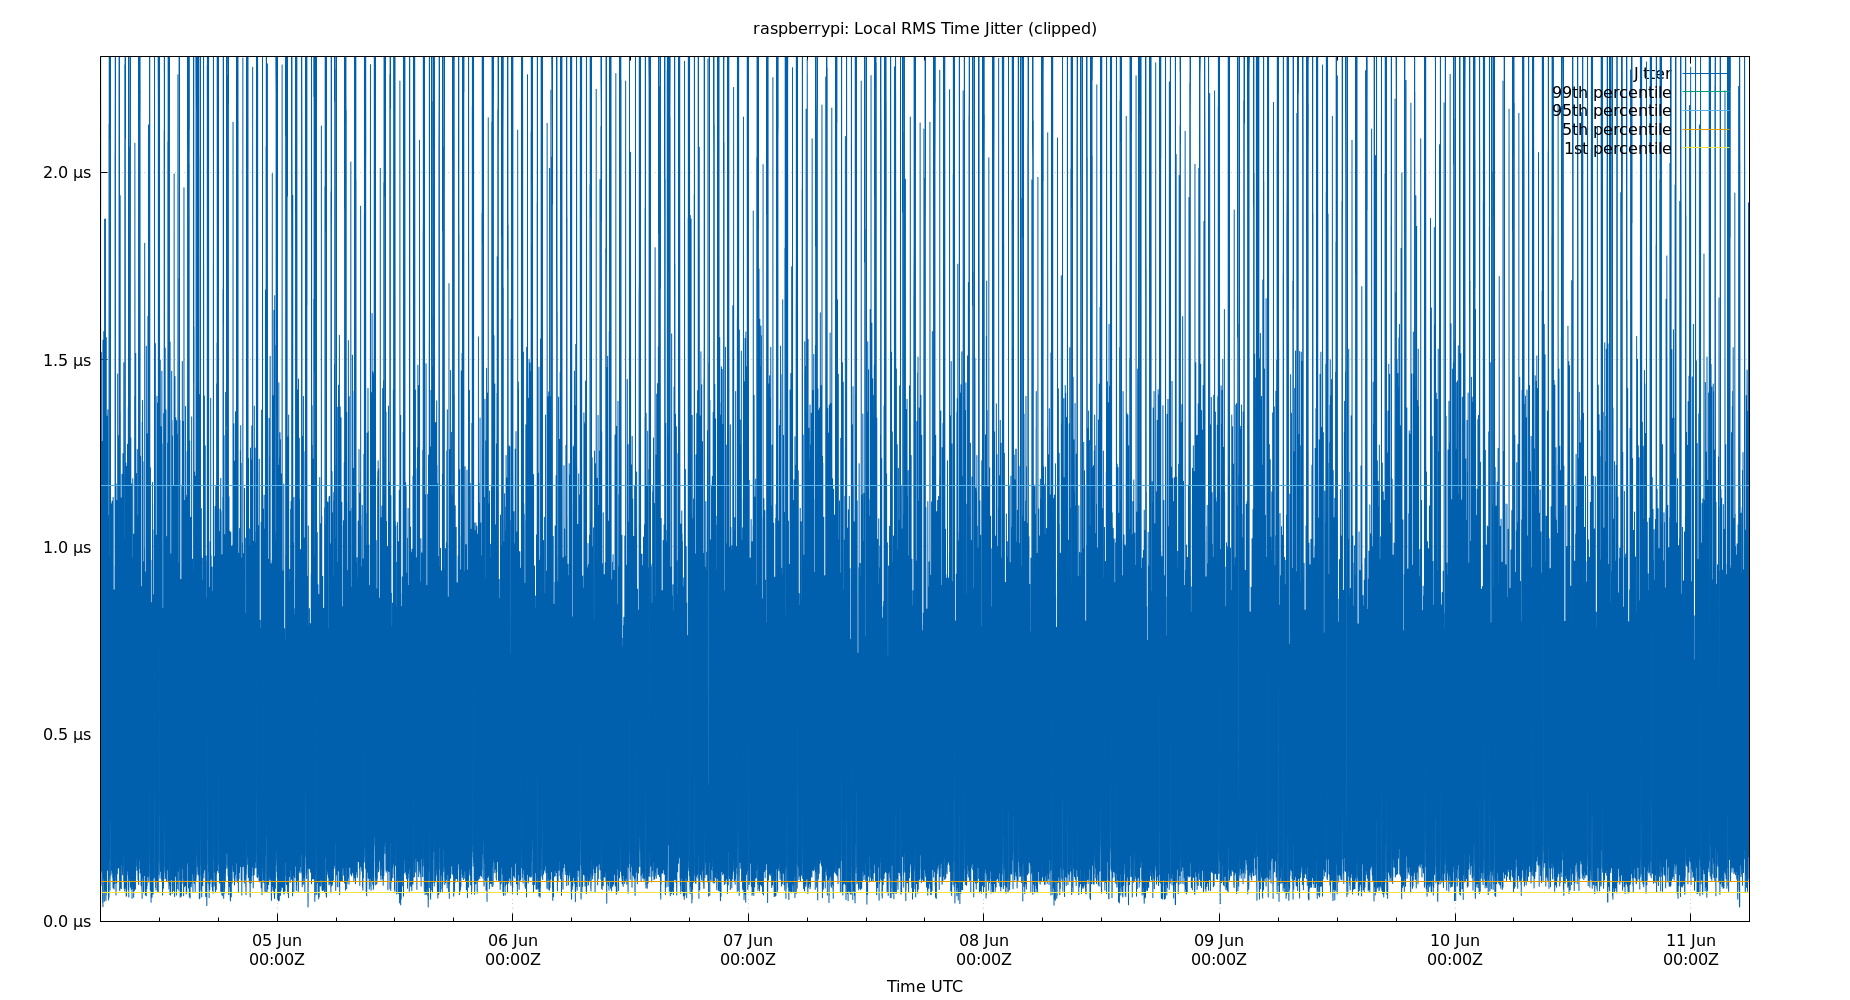 raspberrypi: Local RMS Time Jitter (clipped)
Jitter
99th percentile
95th percentile
5th percentile
1st percentile
2.0 µs
1.5 µs
1.0 µs
0.5 µs
0.0 µs
05 Jun 06 Jun 07 Jun 08 Jun 09 Jun 10 Jun 11 Jun
00:00Z 00:00Z 00:00Z 00:00Z 00:00Z 00:00Z 00:00Z
Time UTC